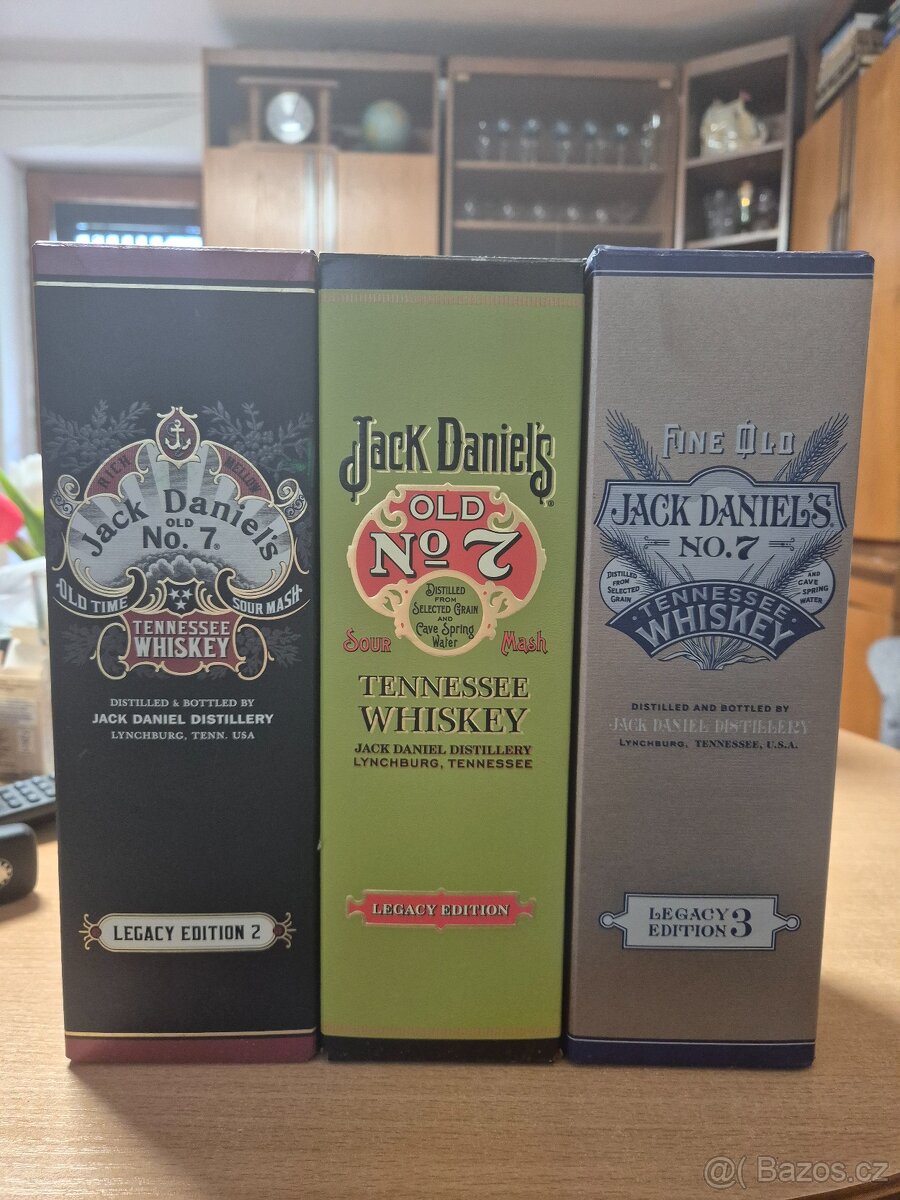 RICH MELLOW
Jack Daniel's
OLD
No. 7
OLD TIME SOUR MASH
TENNESSEE
WHISKEY
DISTILLED & BOTTLED BY
JACK DANIEL DISTILLERY
LYNCHBURG, TENN. USA
LEGACY EDITION 2
Jack Daniel's
OLD
No 7
DISTILLED
FROM
SELECTED GRAIN
AND
Cave Spring
Water
Sour Mash
TENNESSEE
WHISKEY
JACK DANIEL DISTILLERY
LYNCHBURG, TENNESSEE
LEGACY EDITION
FINE OLD
JACK DANIEL'S
NO.7
DISTILLED
FROM
SELECTED
GRAIN
AND
CAVE
SPRING
WATER
TENNESSEE
WHISKEY
DISTILLED AND BOTTLED BY
JACK DANIEL DISTILLERY
LYNCHBURG, TENNESSEE, U.S.A.
LEGACY
EDITION 3
@( Bazoš.cz